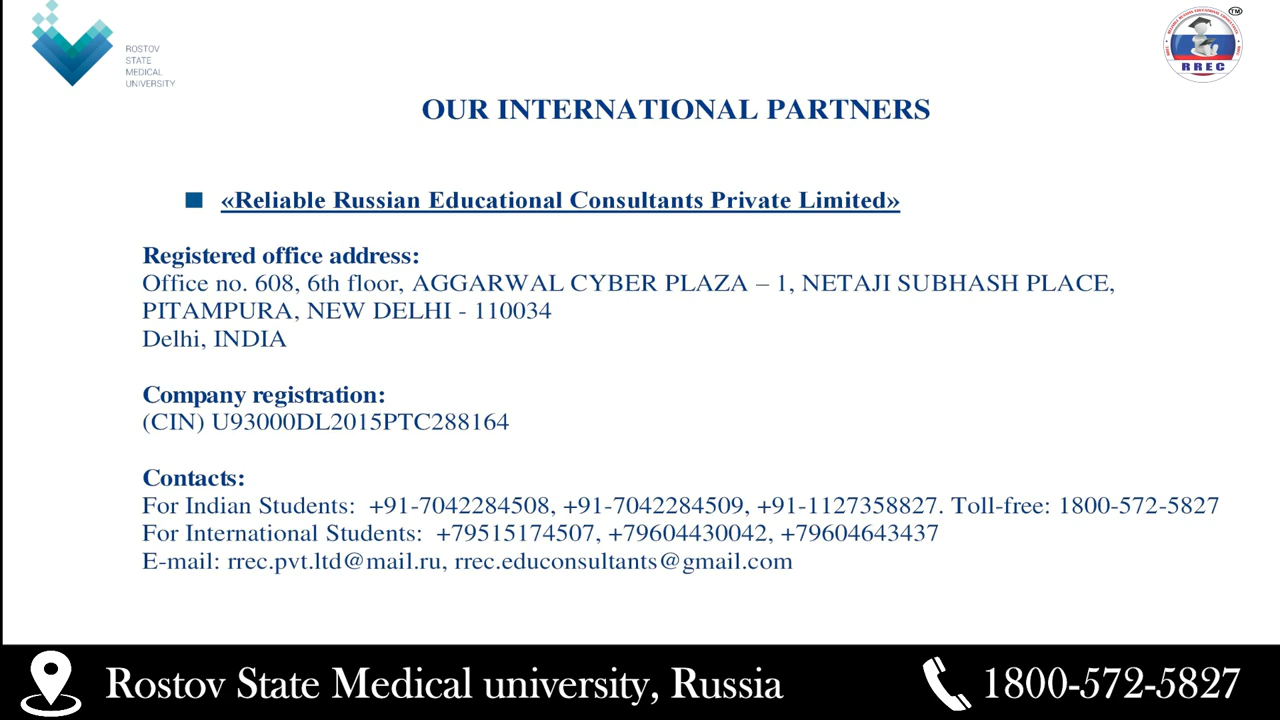 ROSTOV
STATE
MEDICAL
UNIVERSITY
TM
RREC
OUR INTERNATIONAL PARTNERS
«Reliable Russian Educational Consultants Private Limited»
Registered office address:
Office no. 608, 6th floor, AGGARWAL CYBER PLAZA – 1, NETAJI SUBHASH PLACE,
PITAMPURA, NEW DELHI - 110034
Delhi, INDIA
Company registration:
(CIN) U93000DL2015PTC288164
Contacts:
For Indian Students: +91-7042284508, +91-7042284509, +91-1127358827. Toll-free: 1800-572-5827
For International Students: +79515174507, +79604430042, +79604643437
E-mail: rrec.pvt.ltd@mail.ru, rrec.educonsultants@gmail.com
Rostov State Medical university, Russia
1800-572-5827